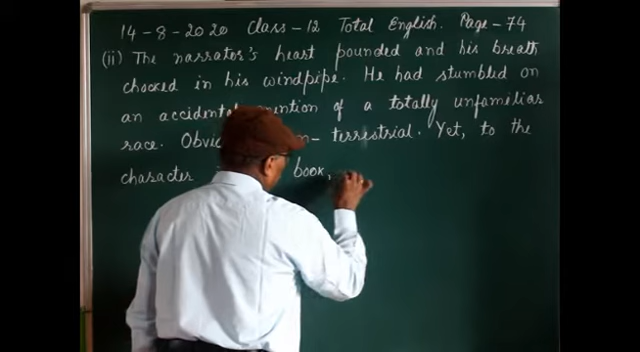 14-8-2020 Class-12 Total English. Page-74
(ii) The narrator's heart pounded and his breath
chocked in his windpipe. He had stumbled on
an accidental mention of a totally unfamiliar
race. terrestrial. Yet, to the
character book,